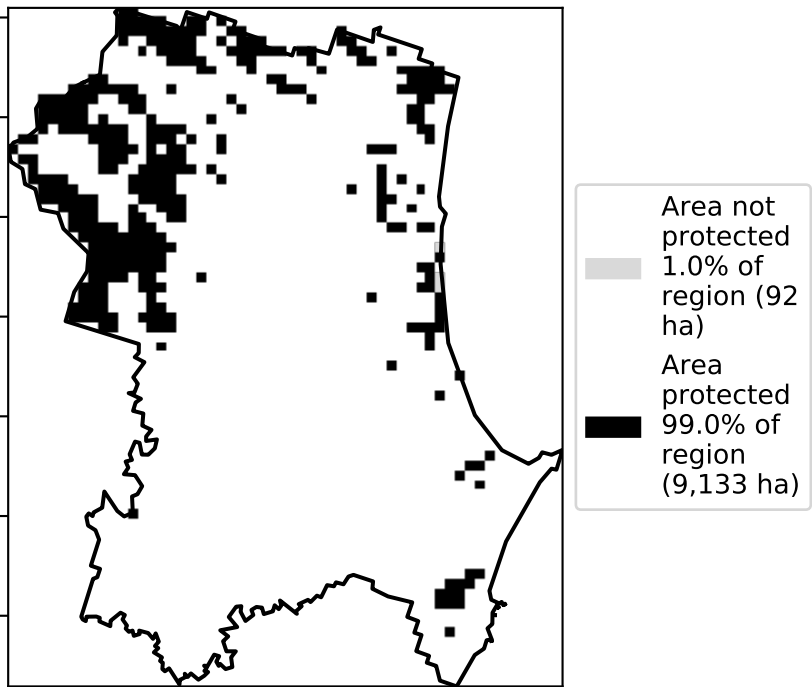 Area not
protected
1.0% of
region (92
ha)
Area
protected
99.0% of
region
(9,133 ha)